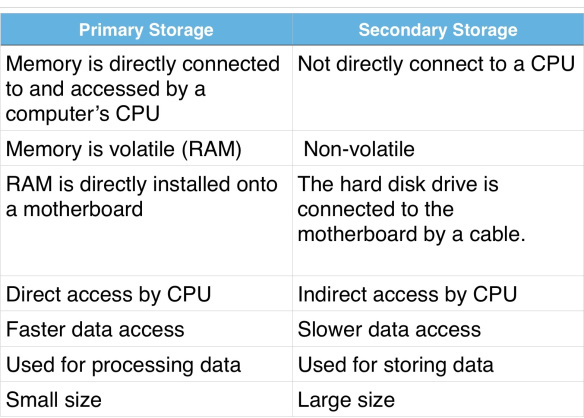 Primary Storage
Secondary Storage
Memory is directly connected
to and accessed by a
computer’s CPU
Not directly connect to a CPU
Memory is volatile (RAM)
Non-volatile
RAM is directly installed onto
a motherboard
The hard disk drive is
connected to the
motherboard by a cable.
Direct access by CPU
Indirect access by CPU
Faster data access
Slower data access
Used for processing data
Used for storing data
Small size
Large size